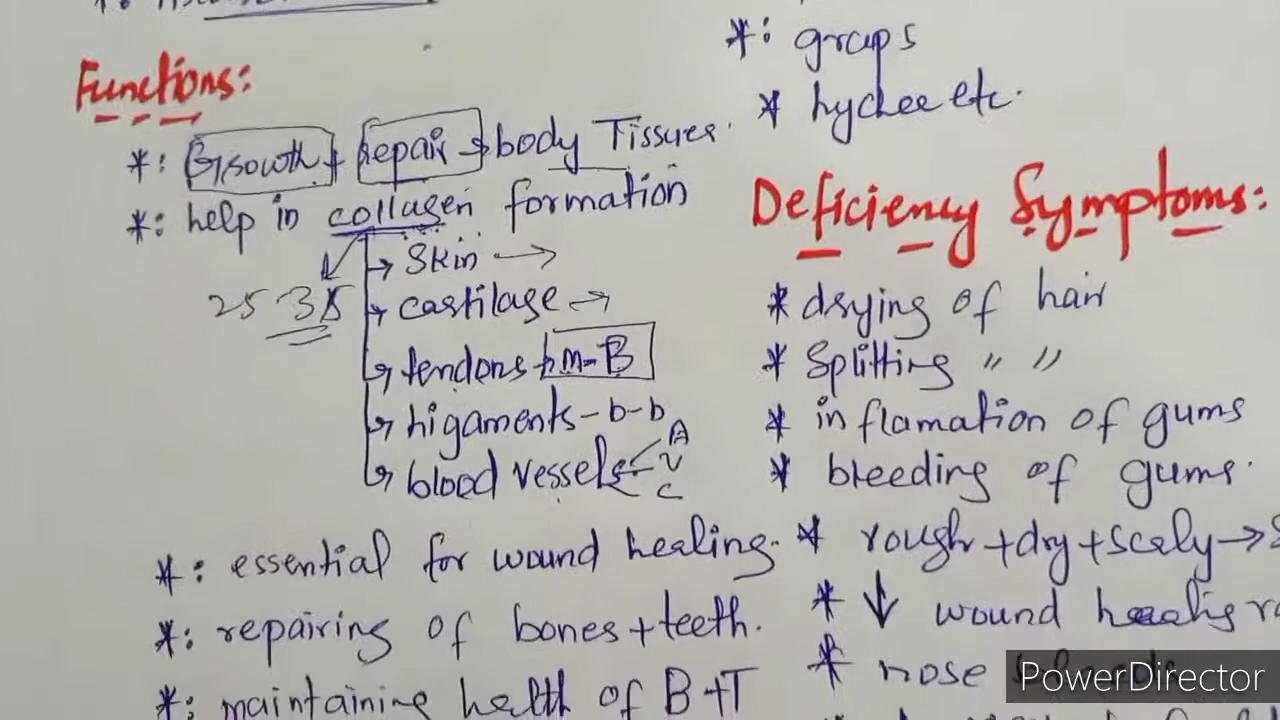 Functions:
*: Growth + repair → body Tissues.
*: help in collagen formation
→ Skin →
25 35
→ cartilage →
→ tendons + m-B
→ ligaments - b-b
→ blood vessels A
V
C
*: essential for wound healing.
*: repairing of bones + teeth.
*: maintaining health of B+T
*: graps
* lychee etc.
Deficiency Symptoms:
* drying of hair
* Splitting " "
* inflamation of gums
* bleeding of gums.
* rough + dry + scaly →
* ↓ wound healing
* nose
PowerDirector